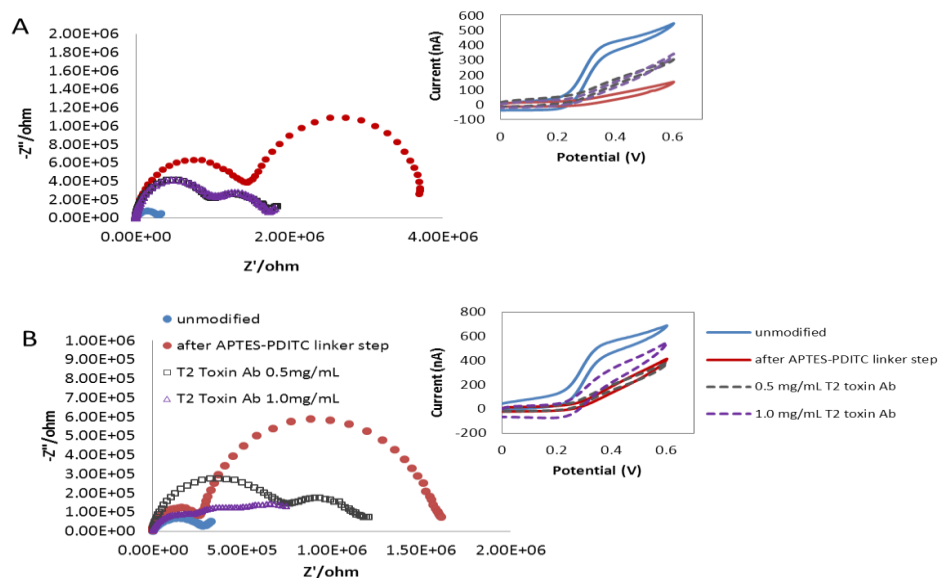 A
-Z"/ohm
2.00E+06
1.80E+06
1.60E+06
1.40E+06
1.20E+06
1.00E+06
8.00E+05
6.00E+05
4.00E+05
2.00E+05
0.00E+00
0.00E+00 2.00E+06 4.00E+06
Z'/ohm
Current (nA)
600
500
400
300
200
100
0
-100
0 0.2 0.4 0.6
Potential (V)
B
-Z"/ohm
1.00E+06
9.00E+05
8.00E+05
7.00E+05
6.00E+05
5.00E+05
4.00E+05
3.00E+05
2.00E+05
1.00E+05
0.00E+00
0.00E+00 5.00E+05 1.00E+06 1.50E+06 2.00E+06
Z'/ohm
unmodified
after APTES-PDITC linker step
T2 Toxin Ab 0.5mg/mL
T2 Toxin Ab 1.0mg/mL
Current (nA)
800
600
400
200
0
-200
0 0.2 0.4 0.6
Potential (V)
unmodified
after APTES-PDITC linker step
0.5 mg/mL T2 toxin Ab
1.0 mg/mL T2 toxin Ab